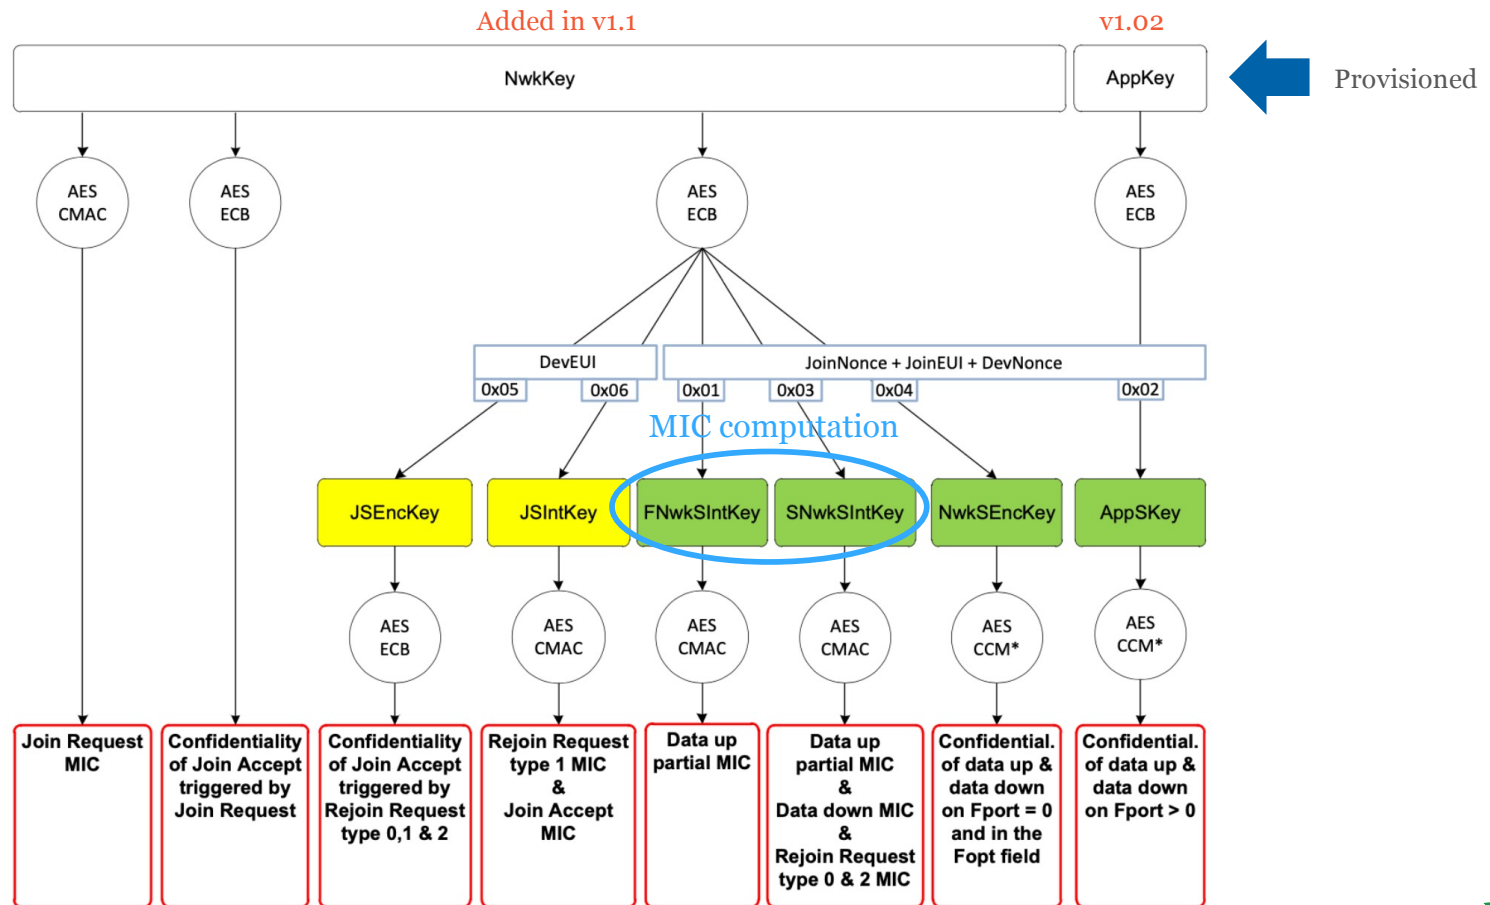 Added in v1.1
v1.02
NwkKey
AppKey
Provisioned
AES
CMAC
AES
ECB
AES
ECB
AES
ECB
DevEUI
JoinNonce + JoinEUI + DevNonce
0x05
0x06
0x01
0x03
0x04
0x02
MIC computation
JSEncKey
JSIntKey
FNwkSIntKey
SNwkSIntKey
NwkSEncKey
AppSKey
AES
ECB
AES
CMAC
AES
CMAC
AES
CMAC
AES
CCM*
AES
CCM*
Join Request
MIC
Confidentiality
of Join Accept
triggered by
Join Request
Confidentiality
of Join Accept
triggered by
Rejoin Request
type 0,1 & 2
Rejoin Request
type 1 MIC
&
Join Accept
MIC
Data up
partial MIC
Data up
partial MIC
&
Data down MIC
&
Rejoin Request
type 0 & 2 MIC
Confidential.
of data up &
data down
on Fport = 0
and in the
Fopt field
Confidential.
of data up &
data down
on Fport > 0